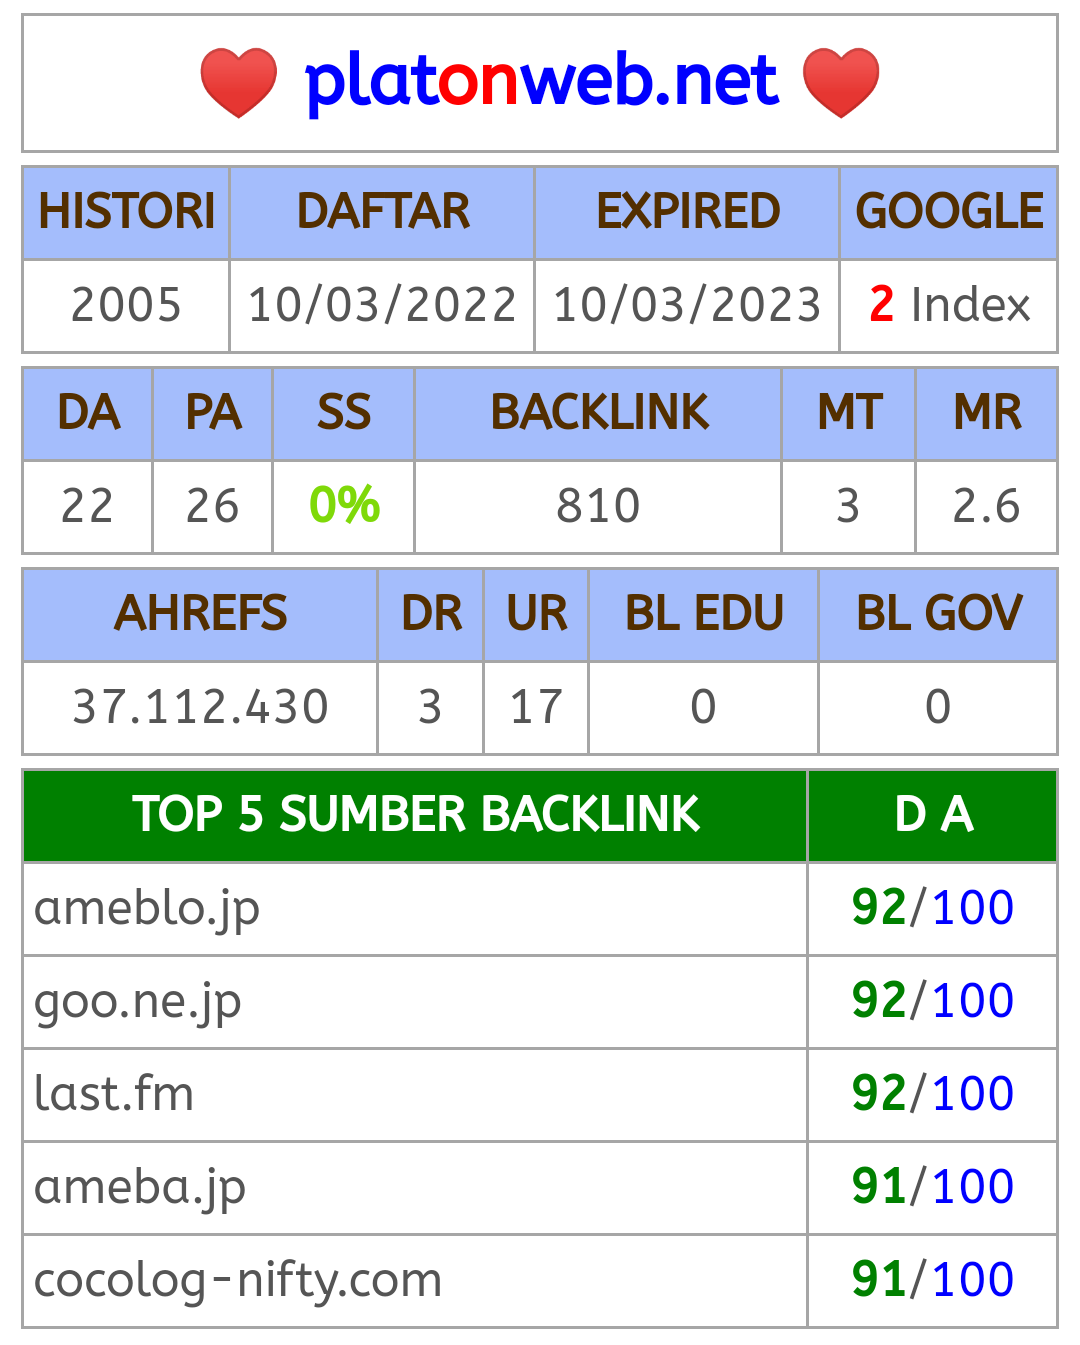 platonweb.net
HISTORI DAFTAR EXPIRED GOOGLE
2005 10/03/2022 10/03/2023 2 Index
DA PA SS BACKLINK MT MR
22 26 0% 810 3 2.6
AHREFS DR UR BL EDU BL GOV
37.112.430 3 17 0 0
TOP 5 SUMBER BACKLINK D A
ameblo.jp 92/100
goo.ne.jp 92/100
last.fm 92/100
ameba.jp 91/100
cocolog-nifty.com 91/100